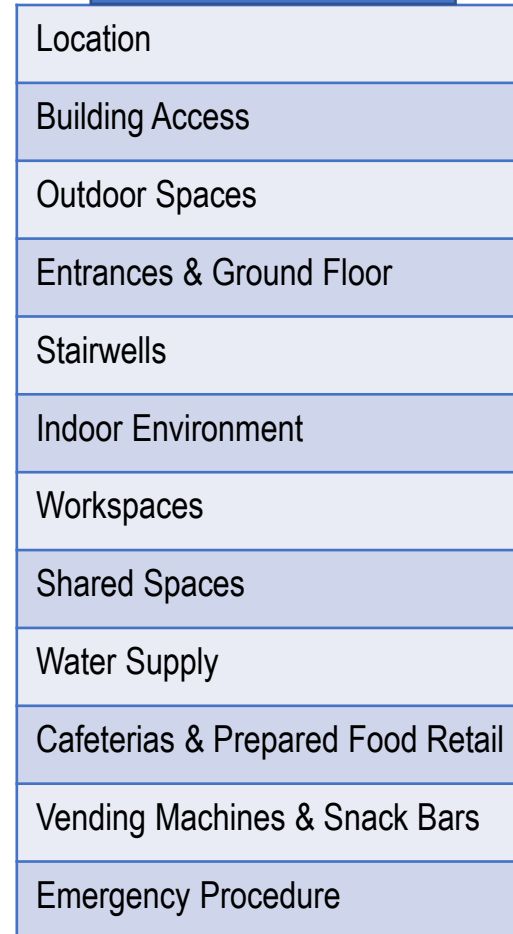 Location
Building Access
Outdoor Spaces
Entrances & Ground Floor
Stairwells
Indoor Environment
Workspaces
Shared Spaces
Water Supply
Cafeterias & Prepared Food Retail
Vending Machines & Snack Bars
Emergency Procedure